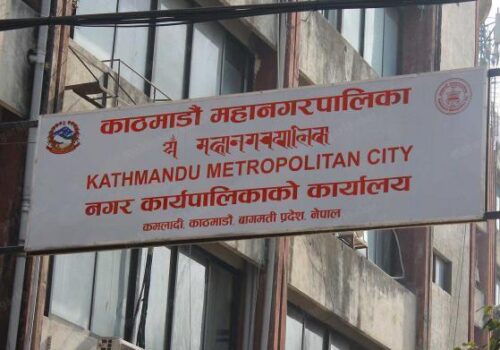 काठमाडौं महानगरपालिका
KATHMANDU METROPOLITAN CITY
नगर कार्यपालिकाको कार्यालय
कमलादी, काठमाडौं, बागमती प्रदेश, नेपाल